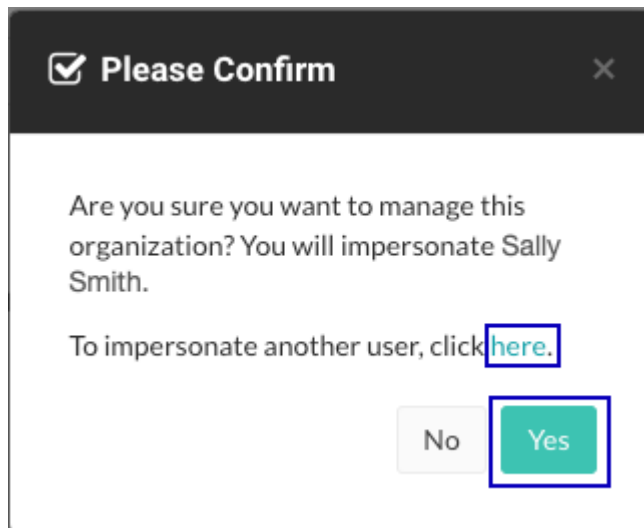 Please Confirm
×
Are you sure you want to manage this
organization? You will impersonate Sally
Smith.
To impersonate another user, click here.
No
Yes